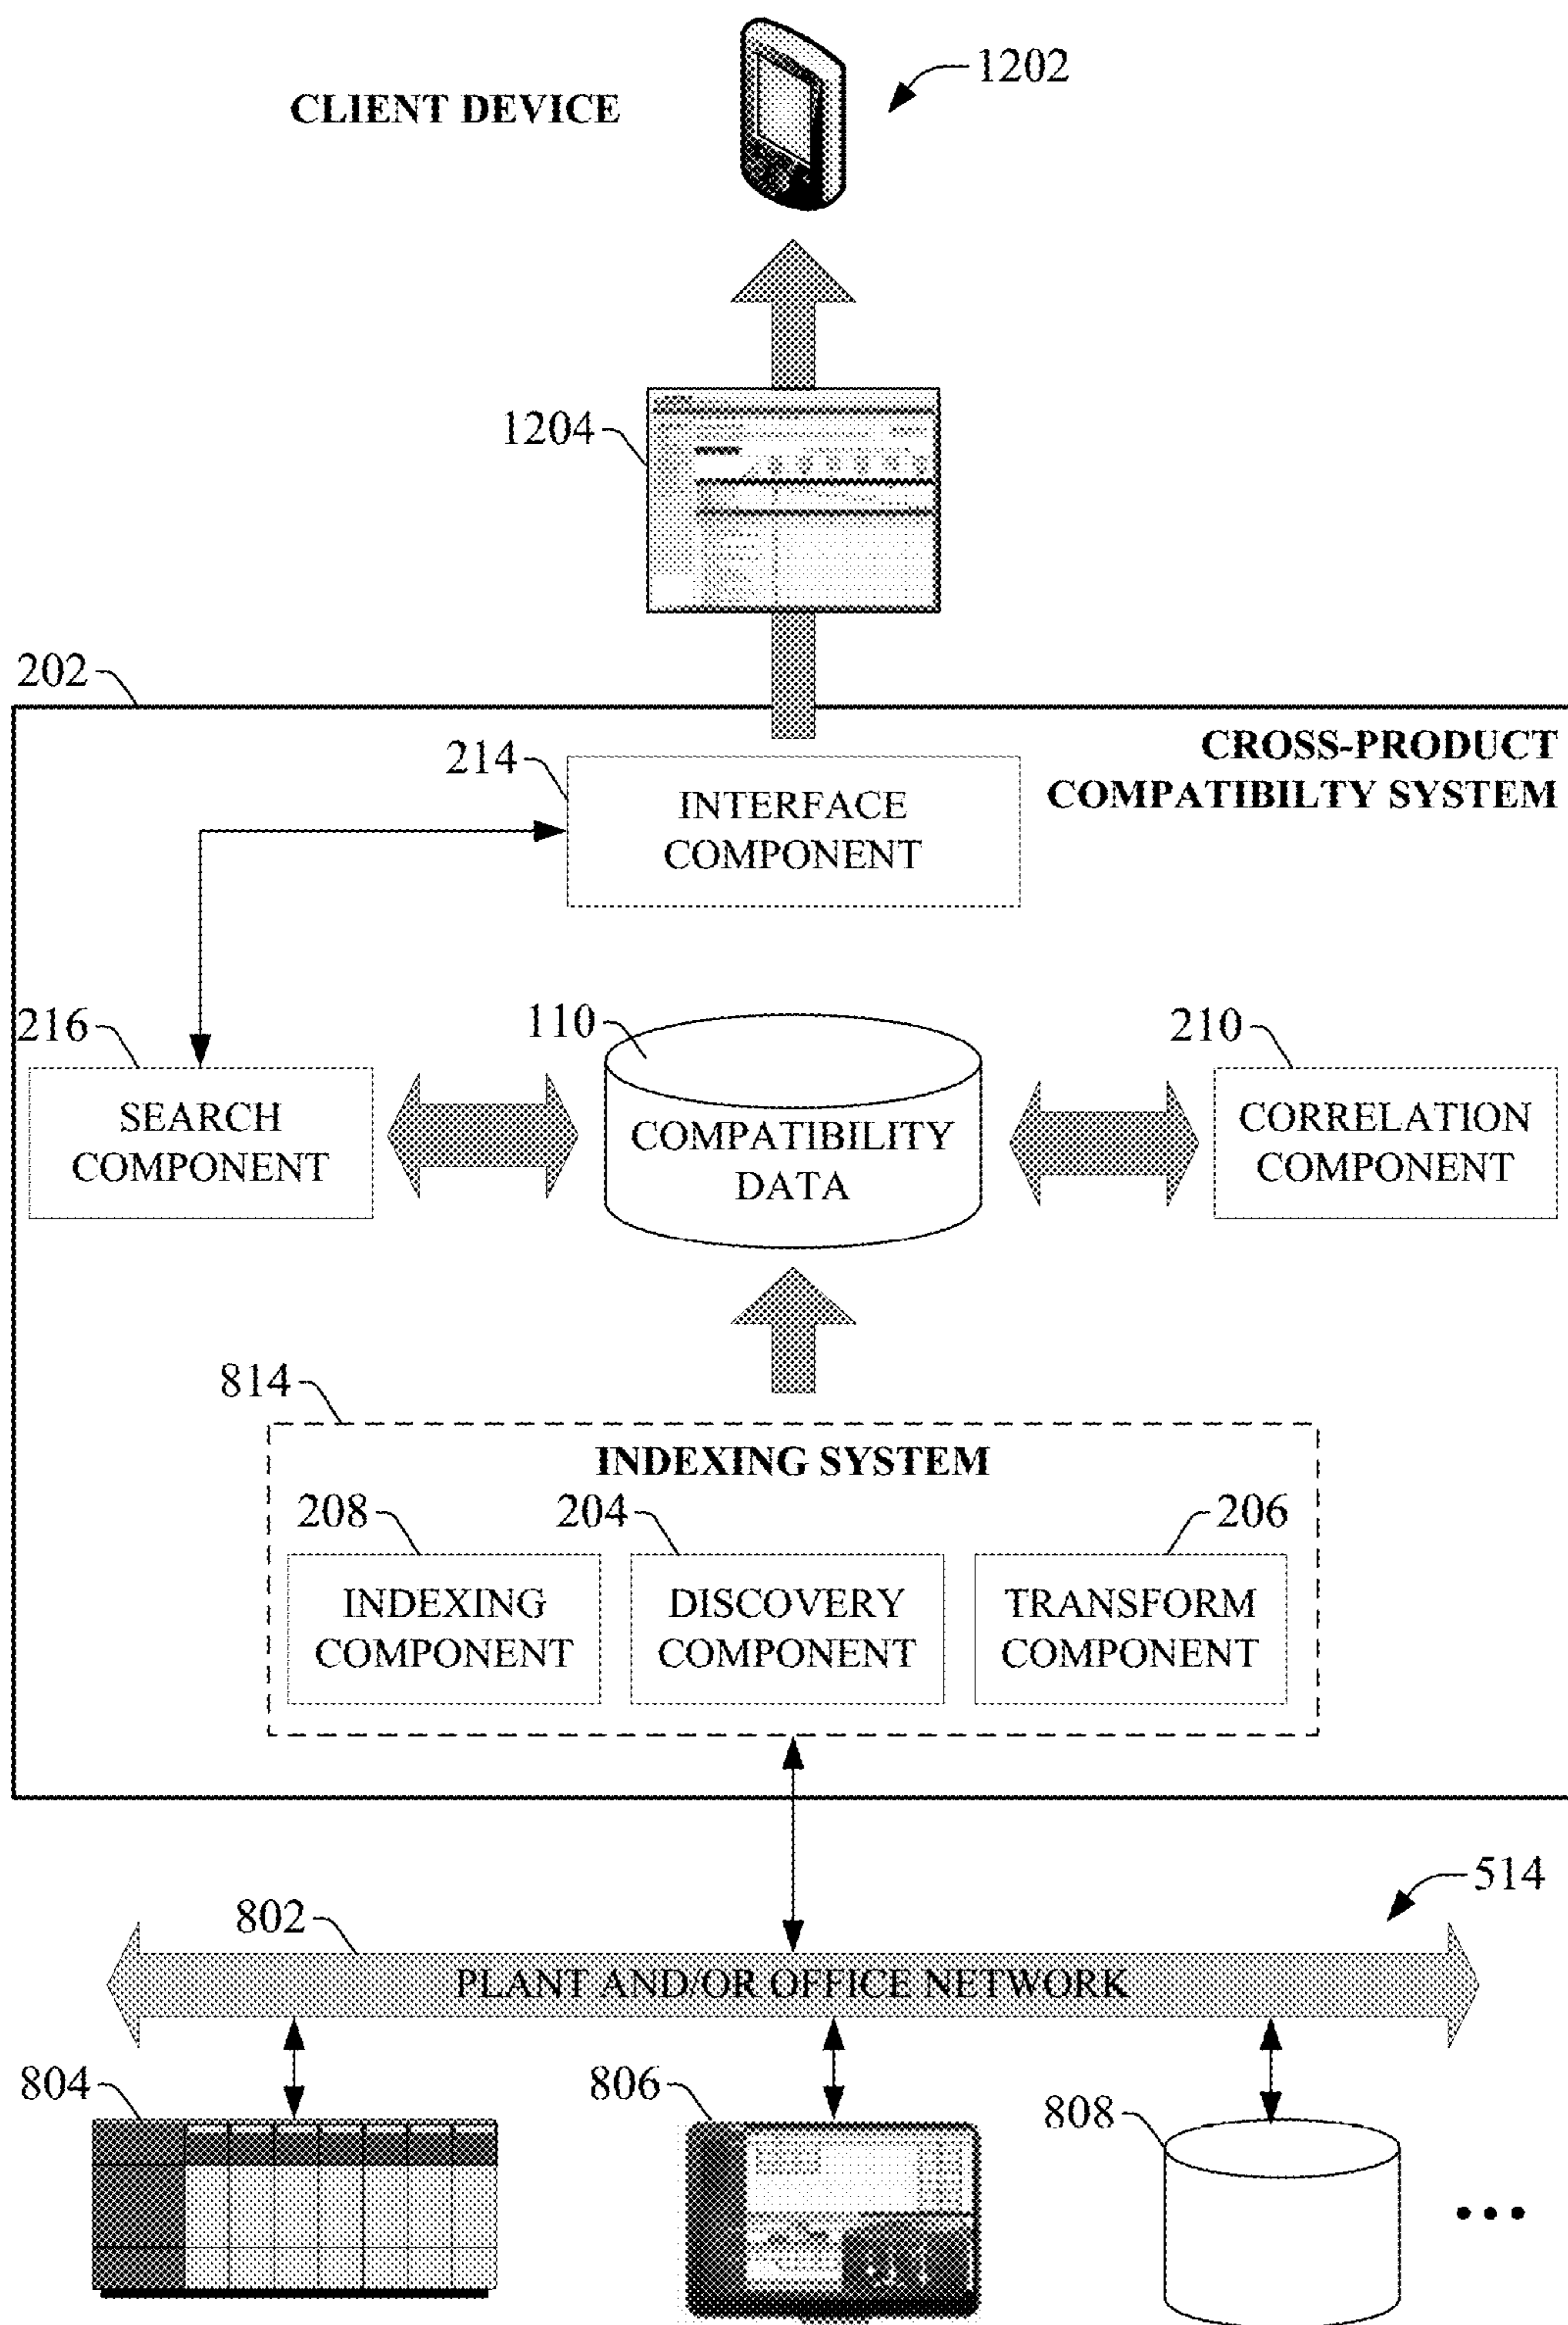 1202
CLIENT DEVICE
1204
202
CROSS-PRODUCT
COMPATIBILTY SYSTEM
214
INTERFACE
COMPONENT
216
110
210
SEARCH
COMPONENT
COMPATIBILITY
DATA
CORRELATION
COMPONENT
814
INDEXING SYSTEM
208
204
206
INDEXING
COMPONENT
DISCOVERY
COMPONENT
TRANSFORM
COMPONENT
514
802
PLANT AND/OR OFFICE NETWORK
804
806
808